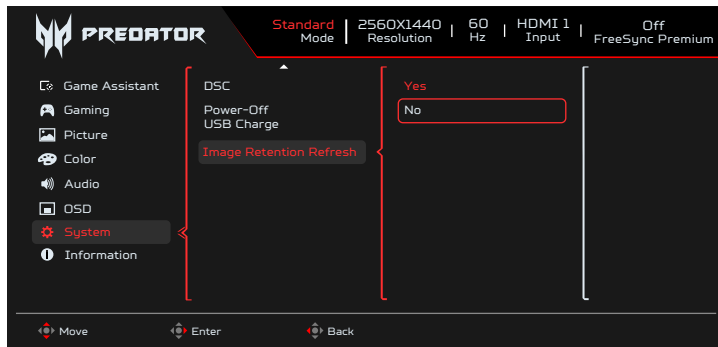 PREDATOR
Standard
Mode
2560X1440
Resolution
60
Hz
HDMI 1
Input
Off
FreeSync Premium
Game Assistant
Gaming
Picture
Color
Audio
OSD
System
Information
DSC
Power-Off
USB Charge
Image Retention Refresh
Yes
No
Move
Enter
Back